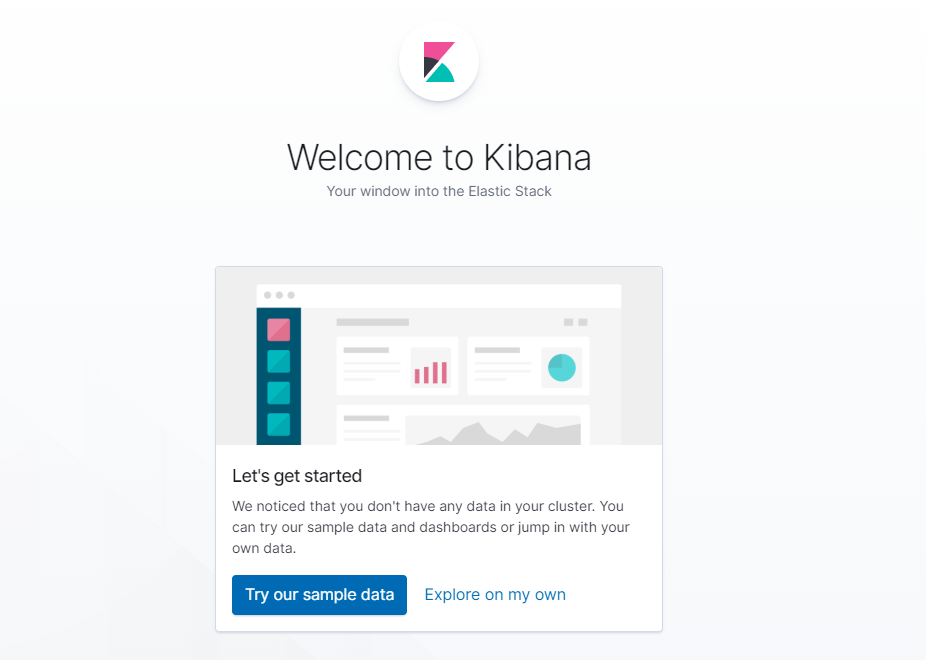 Welcome to Kibana
Your window into the Elastic Stack
Let's get started
We noticed that you don't have any data in your cluster. You
can try our sample data and dashboards or jump in with your
own data.
Try our sample data
Explore on my own